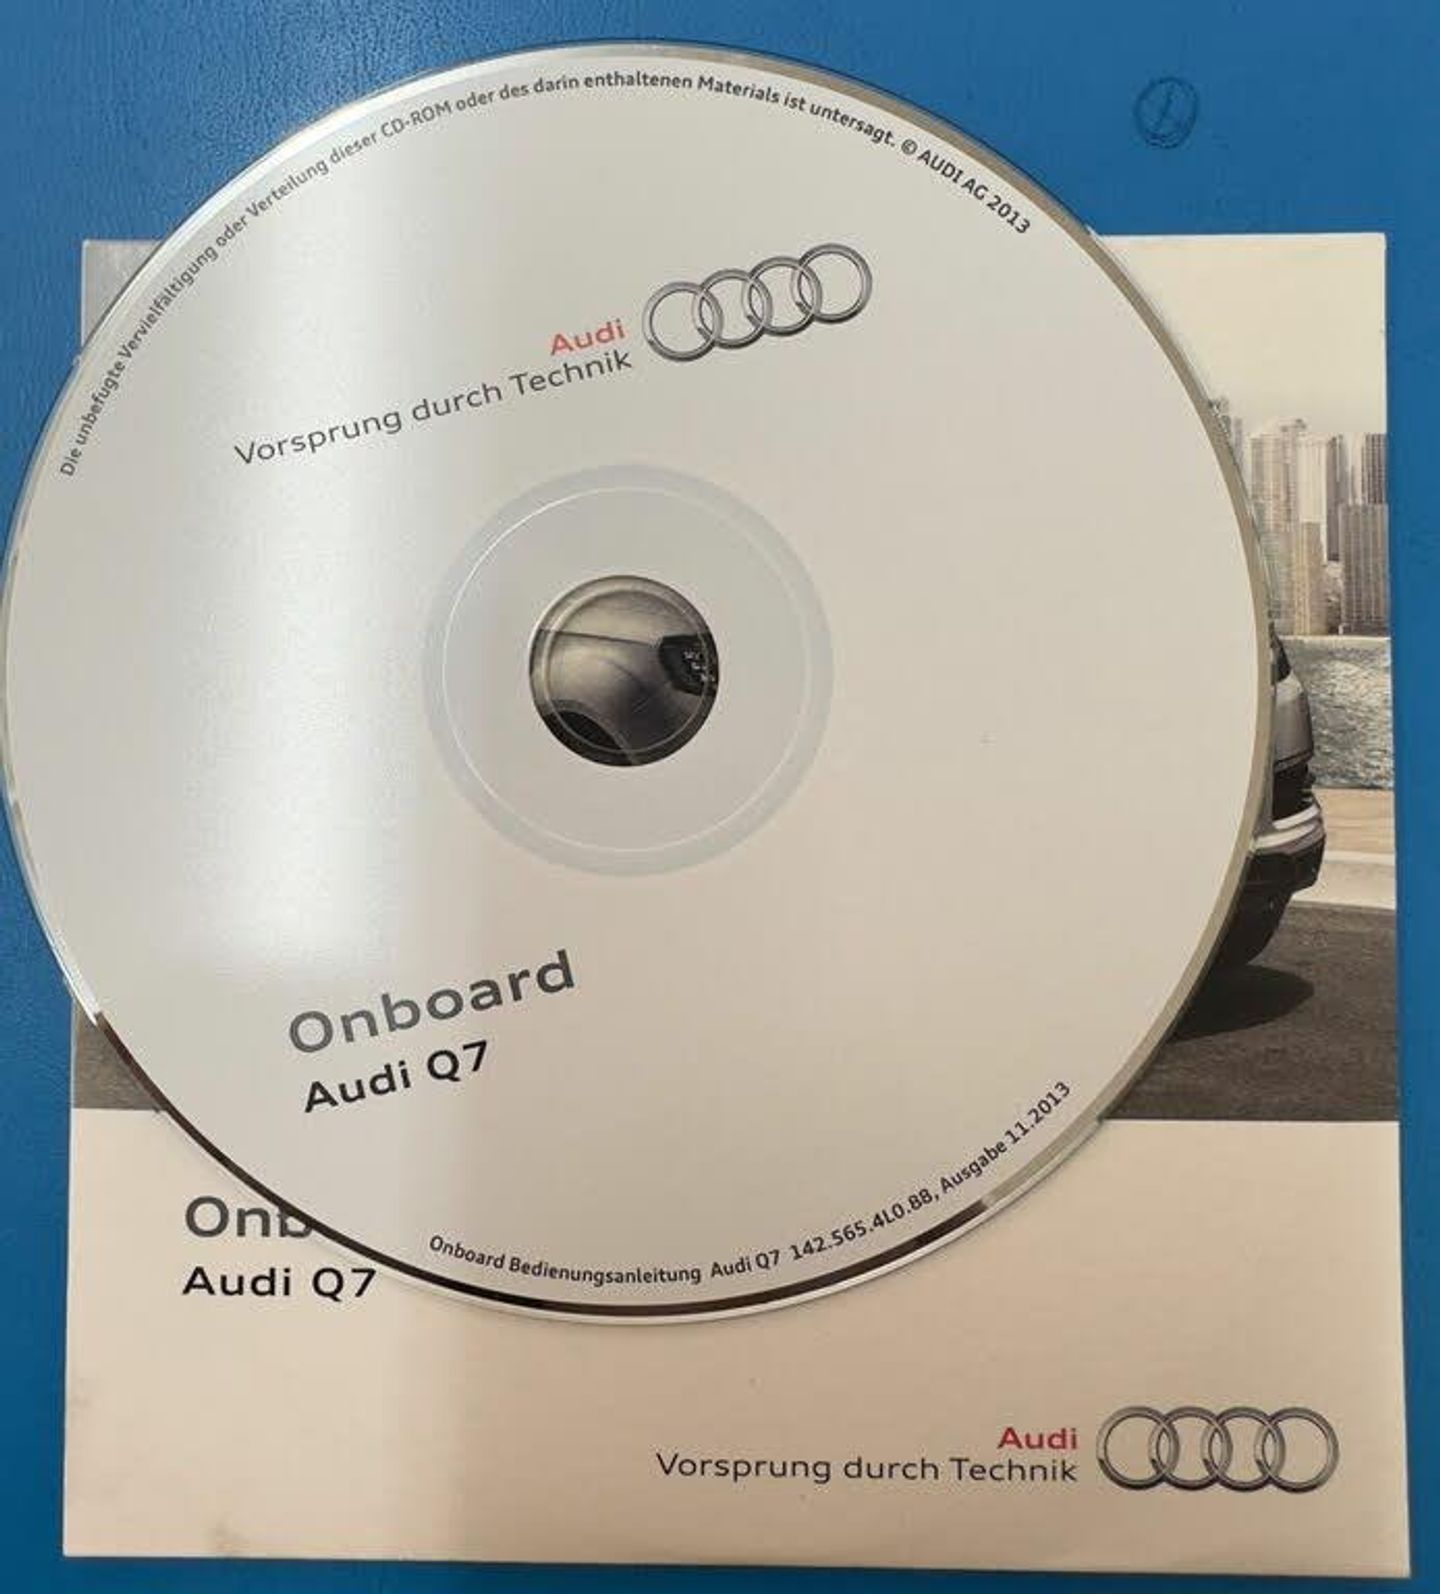 Die unbefugte Vervielfältigung oder Verteilung dieser CD-ROM oder des darin enthaltenen Materials ist untersagt. © AUDI AG 2013
Audi
Vorsprung durch Technik
Onboard
Audi Q7
Onboard Bedienungsanleitung Audi Q7 142.565.4L0.88, Ausgabe 11.2013
Onb
Audi Q7
Audi
Vorsprung durch Technik